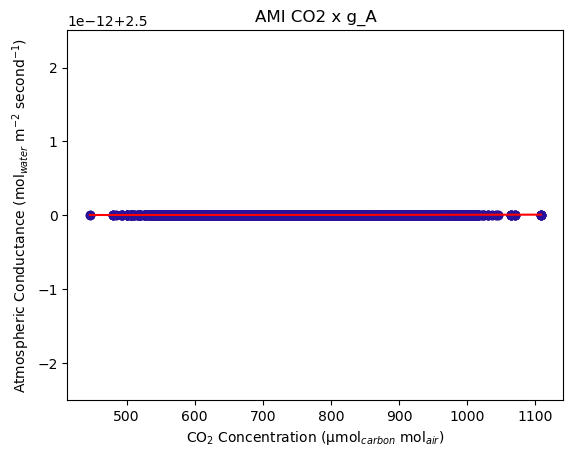 AMI CO2 x g_A
1e−12+2.5
Atmospheric Conductance (mol_water m⁻² second⁻¹)
2
1
0
−1
−2
500 600 700 800 900 1000 1100
CO₂ Concentration (μmol_carbon mol_air)